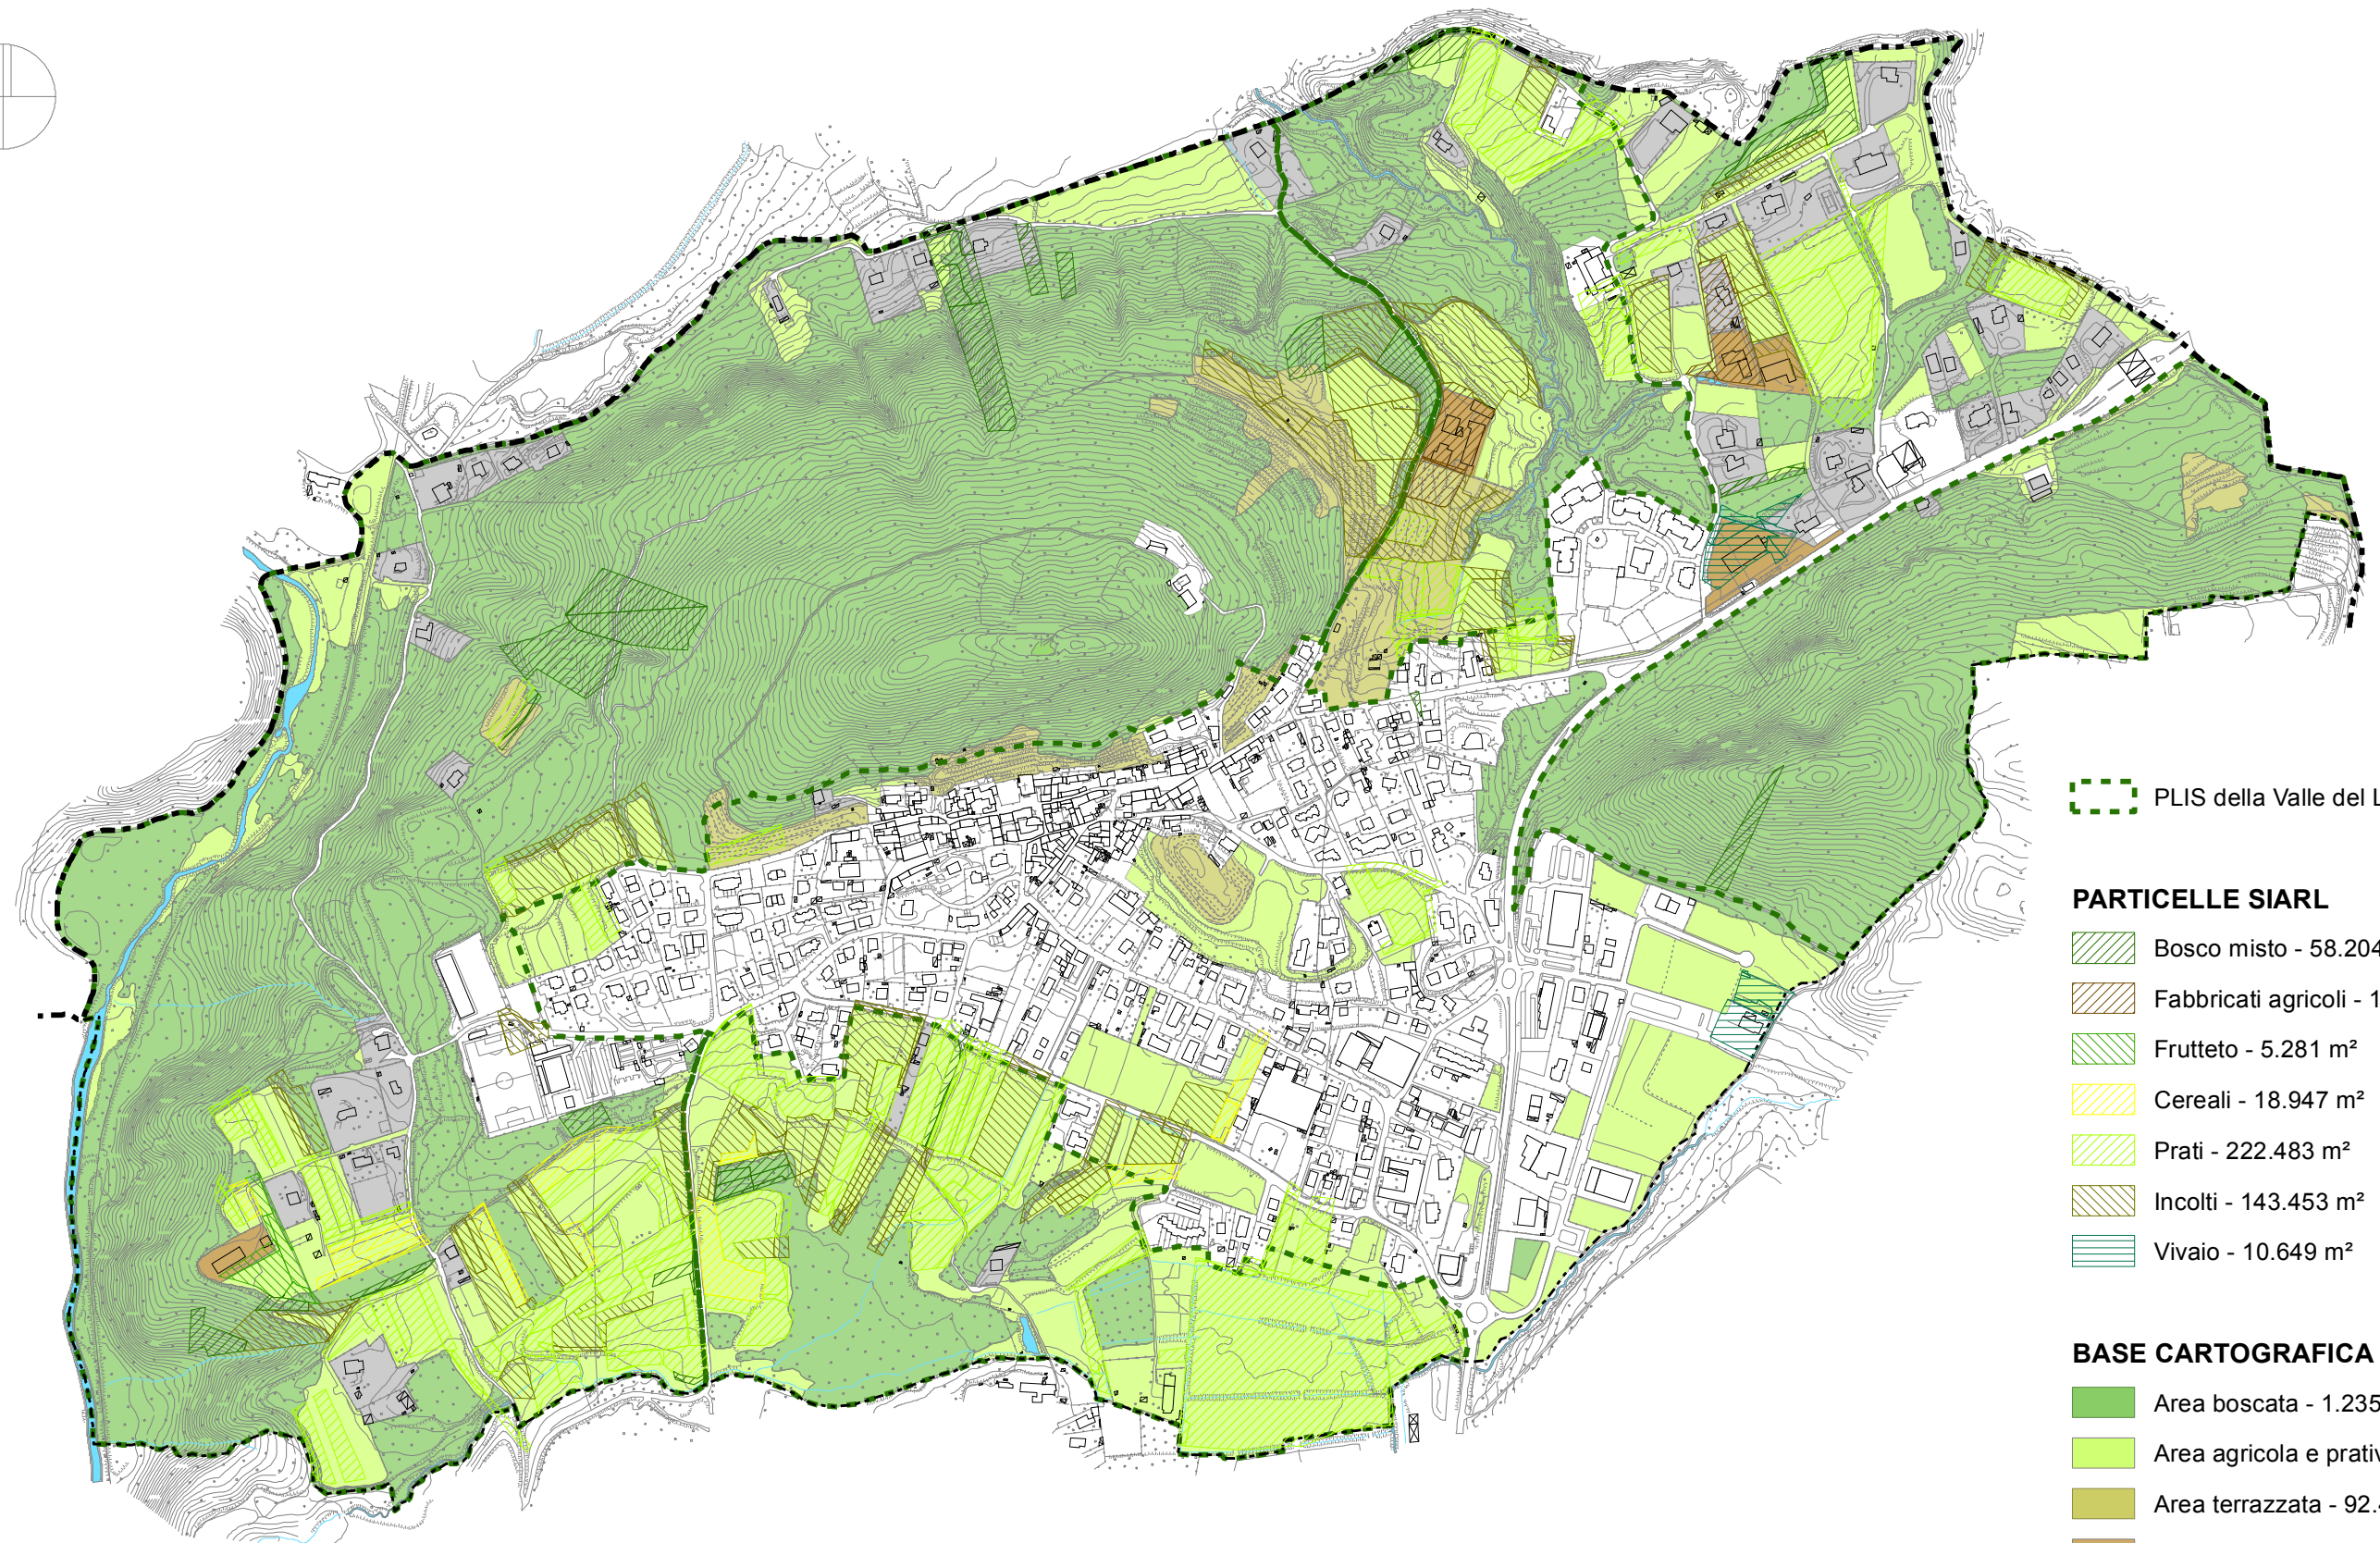 PLIS della Valle del L
PARTICELLE SIARL
Bosco misto - 58.204
Fabbricati agricoli - 1
Frutteto - 5.281 m²
Cereali - 18.947 m²
Prati - 222.483 m²
Incolti - 143.453 m²
Vivaio - 10.649 m²
BASE CARTOGRAFICA
Area boscata - 1.235
Area agricola e prativ
Area terrazzata - 92.4